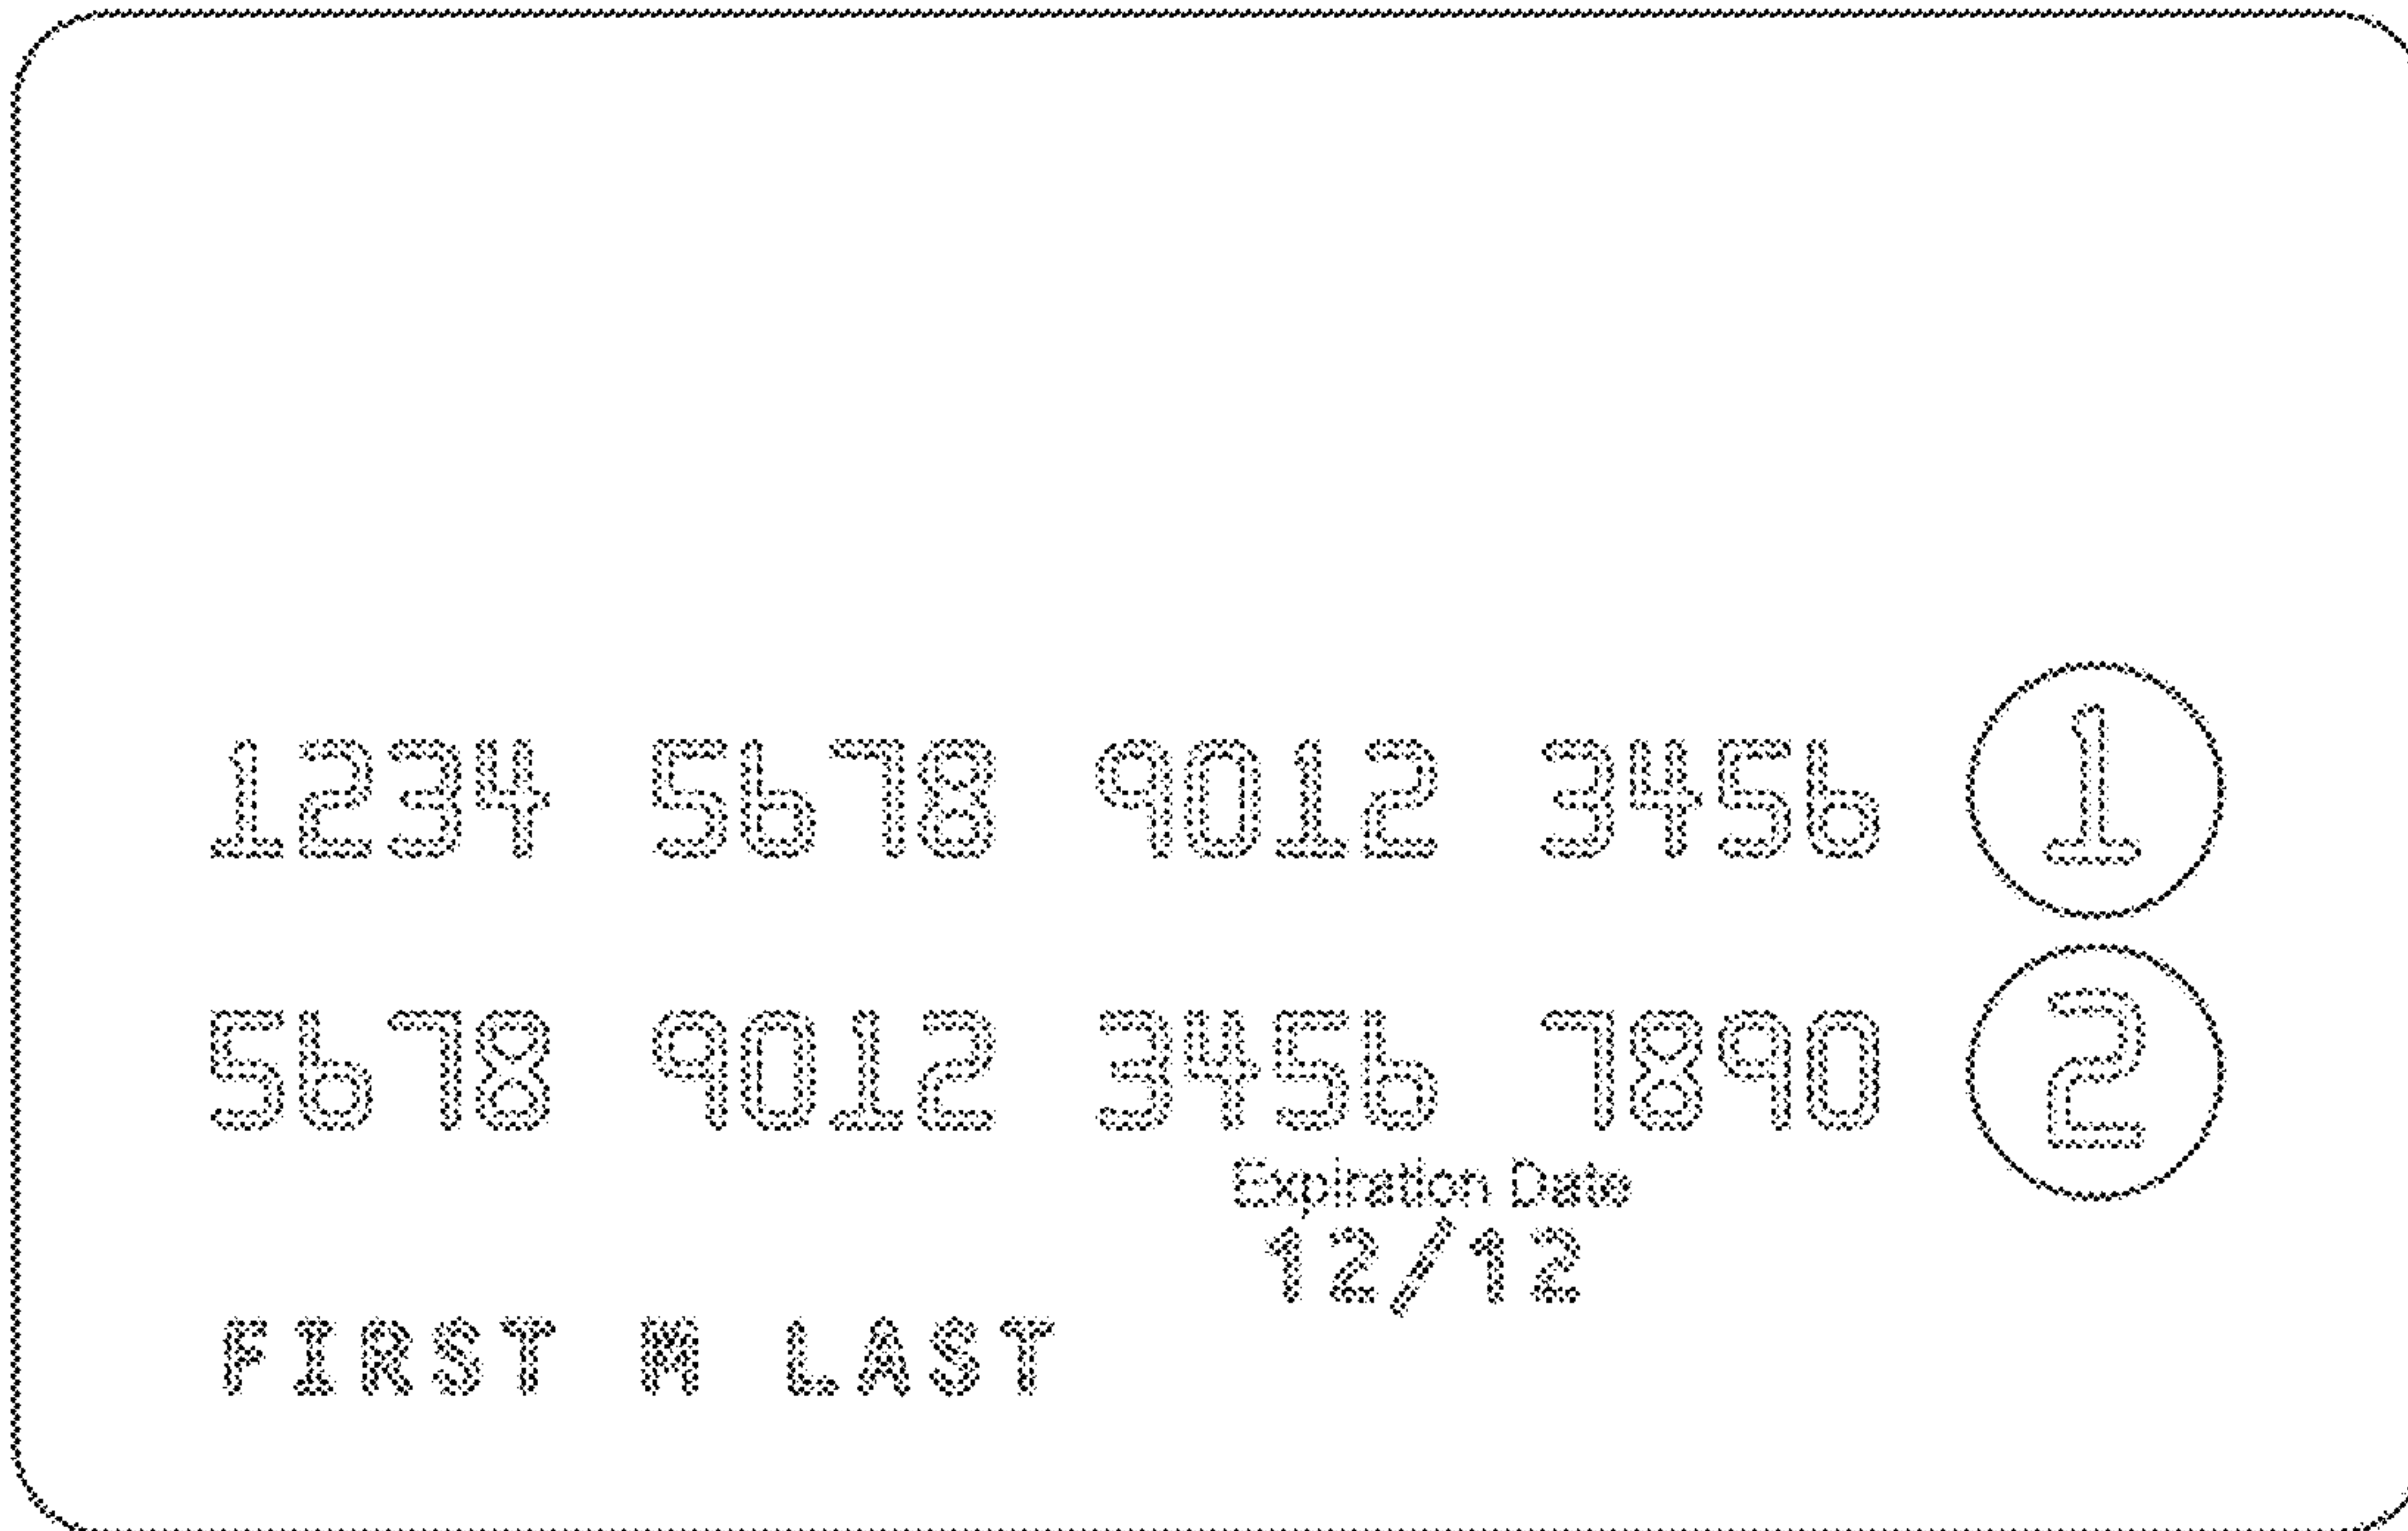 1234 5678 9012 3456 1
5678 9012 3456 7890 2
Expiration Date
12/12
FIRST M LAST